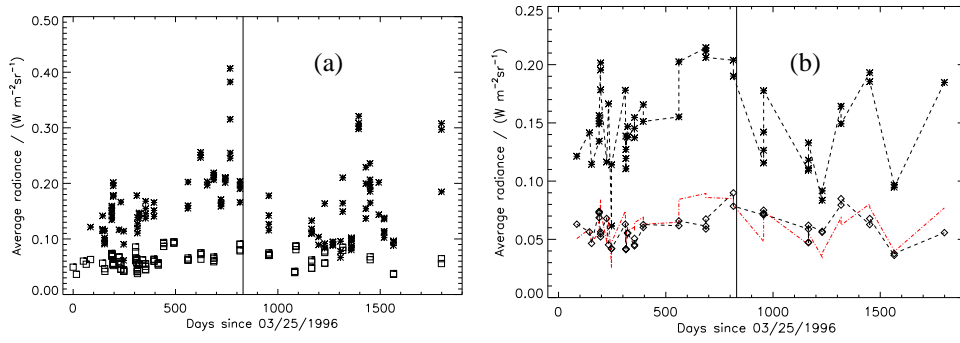 0.50
0.40
0.30
0.20
0.10
0.00
Average radiance / (W m⁻²sr⁻¹)
(a)
0 500 1000 1500
Days since 03/25/1996
0.25
0.20
0.15
0.10
0.05
0.00
Average radiance / (W m⁻²sr⁻¹)
(b)
0 500 1000 1500
Days since 03/25/1996